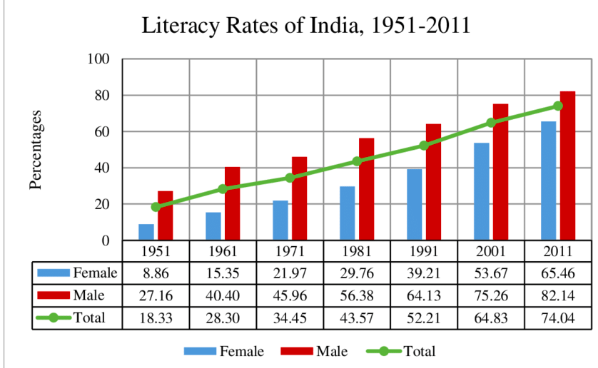 Literacy Rates of India, 1951-2011
Percentages
100
80
60
40
20
0
1951 1961 1971 1981 1991 2001 2011
Female 8.86 15.35 21.97 29.76 39.21 53.67 65.46
Male 27.16 40.40 45.96 56.38 64.13 75.26 82.14
Total 18.33 28.30 34.45 43.57 52.21 64.83 74.04
Female Male Total